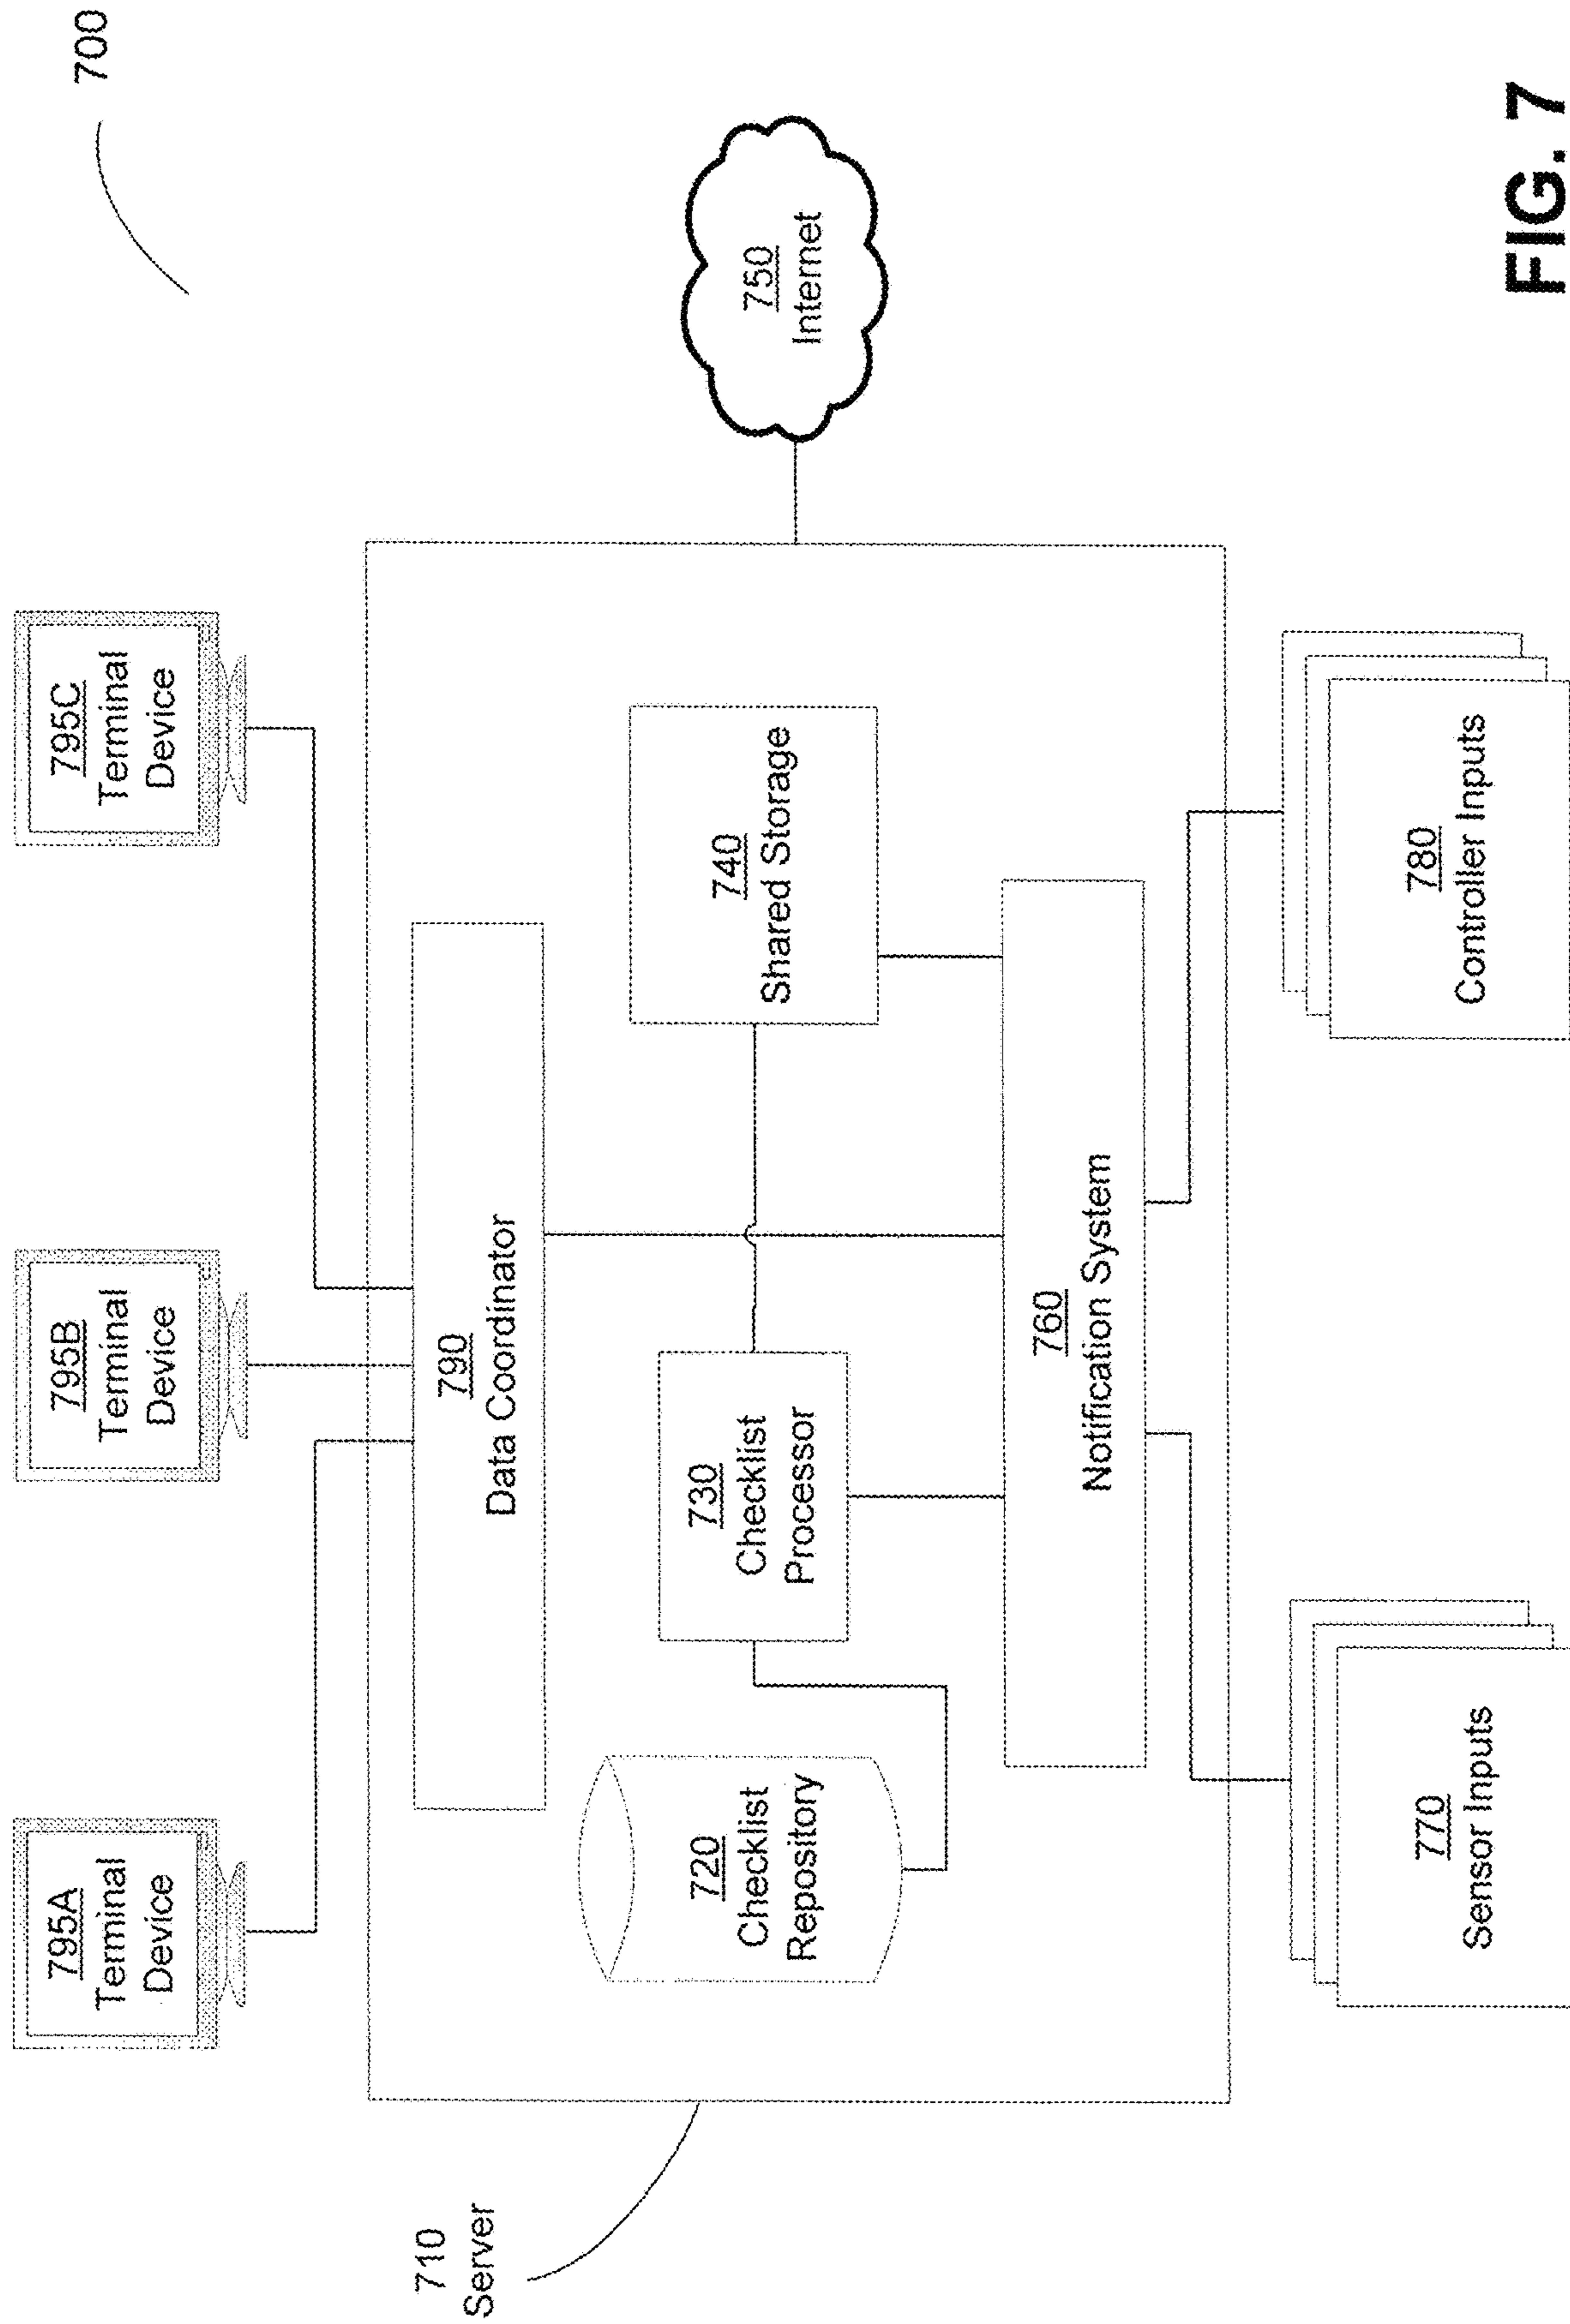 700
795A
Terminal
Device
795B
Terminal
Device
795C
Terminal
Device
710
Server
790
Data Coordinator
720
Checklist
Repository
730
Checklist
Processor
740
Shared Storage
750
Internet
760
Notification System
770
Sensor Inputs
780
Controller Inputs
FIG. 7